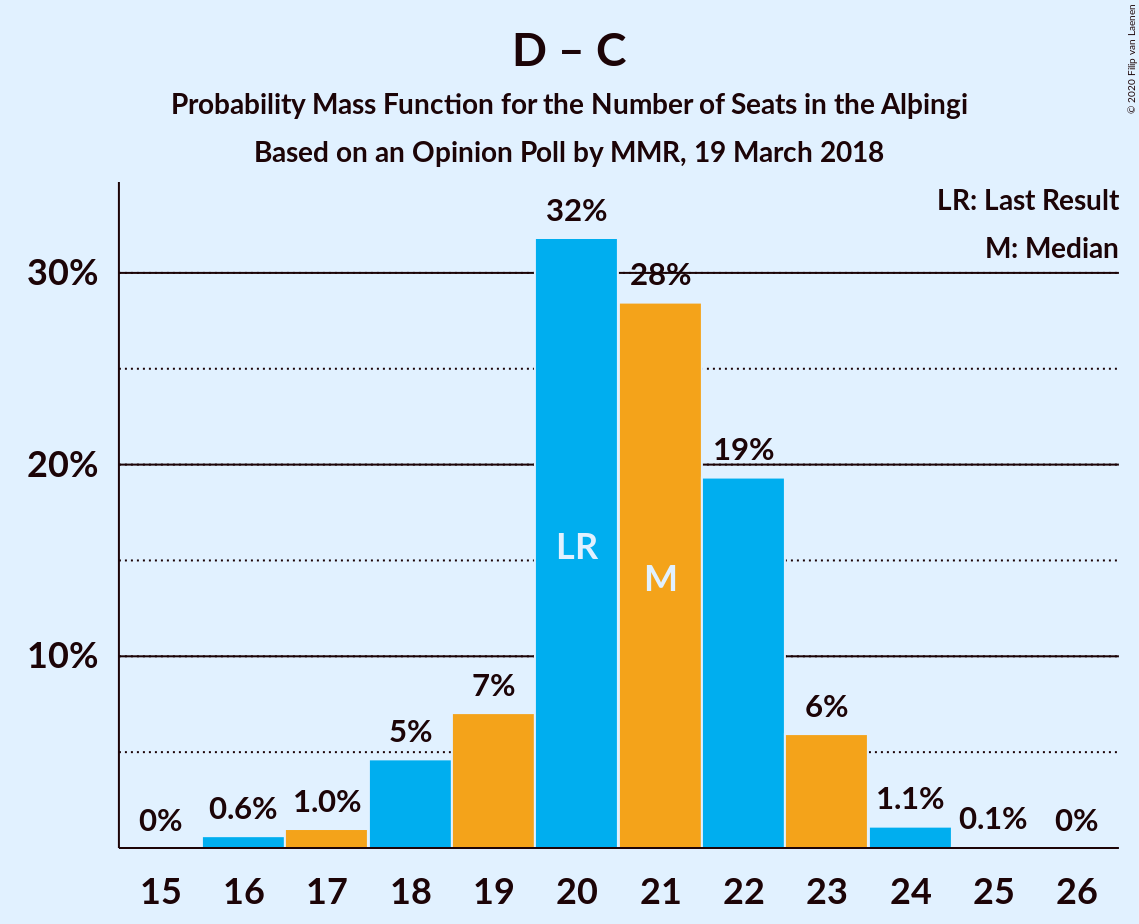 D – C
Probability Mass Function for the Number of Seats in the Alþingi
Based on an Opinion Poll by MMR, 19 March 2018
© 2020 Filip van Laenen
LR: Last Result
M: Median
30%
20%
10%
0%
0.6%
1.0%
5%
7%
32%
28%
19%
6%
1.1%
0.1%
0%
LR
M
15 16 17 18 19 20 21 22 23 24 25 26